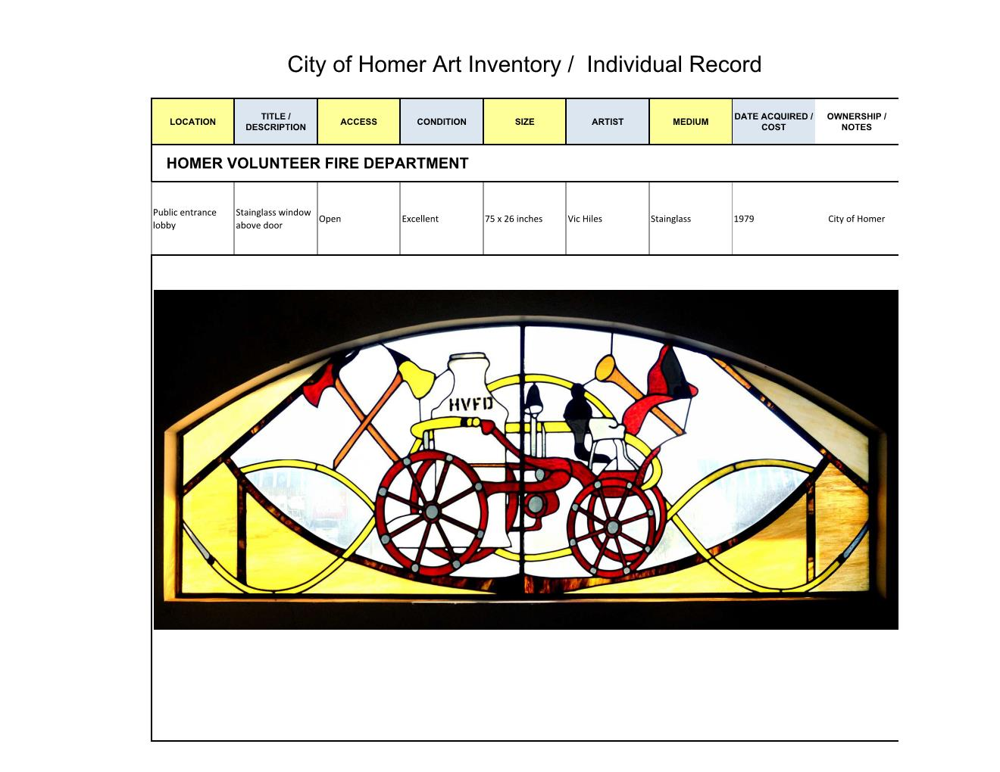 City of Homer Art Inventory /  Individual Record
LOCATION
TITLE /
DESCRIPTION
ACCESS
CONDITION
SIZE
ARTIST
MEDIUM
DATE ACQUIRED /
COST
OWNERSHIP /
NOTES
HOMER VOLUNTEER FIRE DEPARTMENT
Public entrance
lobby
Stainglass window
above door
Open
Excellent
75 x 26 inches
Vic Hiles
Stainglass
1979
City of Homer
HVFD